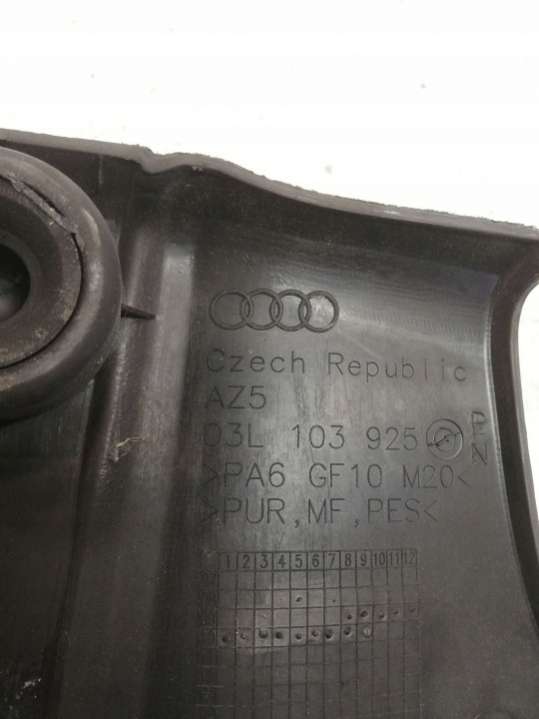 Czech Republic
AZ5
03L 103 925
>PA6 GF10 M20<
>PUR,MF,PES<
1 2 3 4 5 6 7 8 9 10 11 12